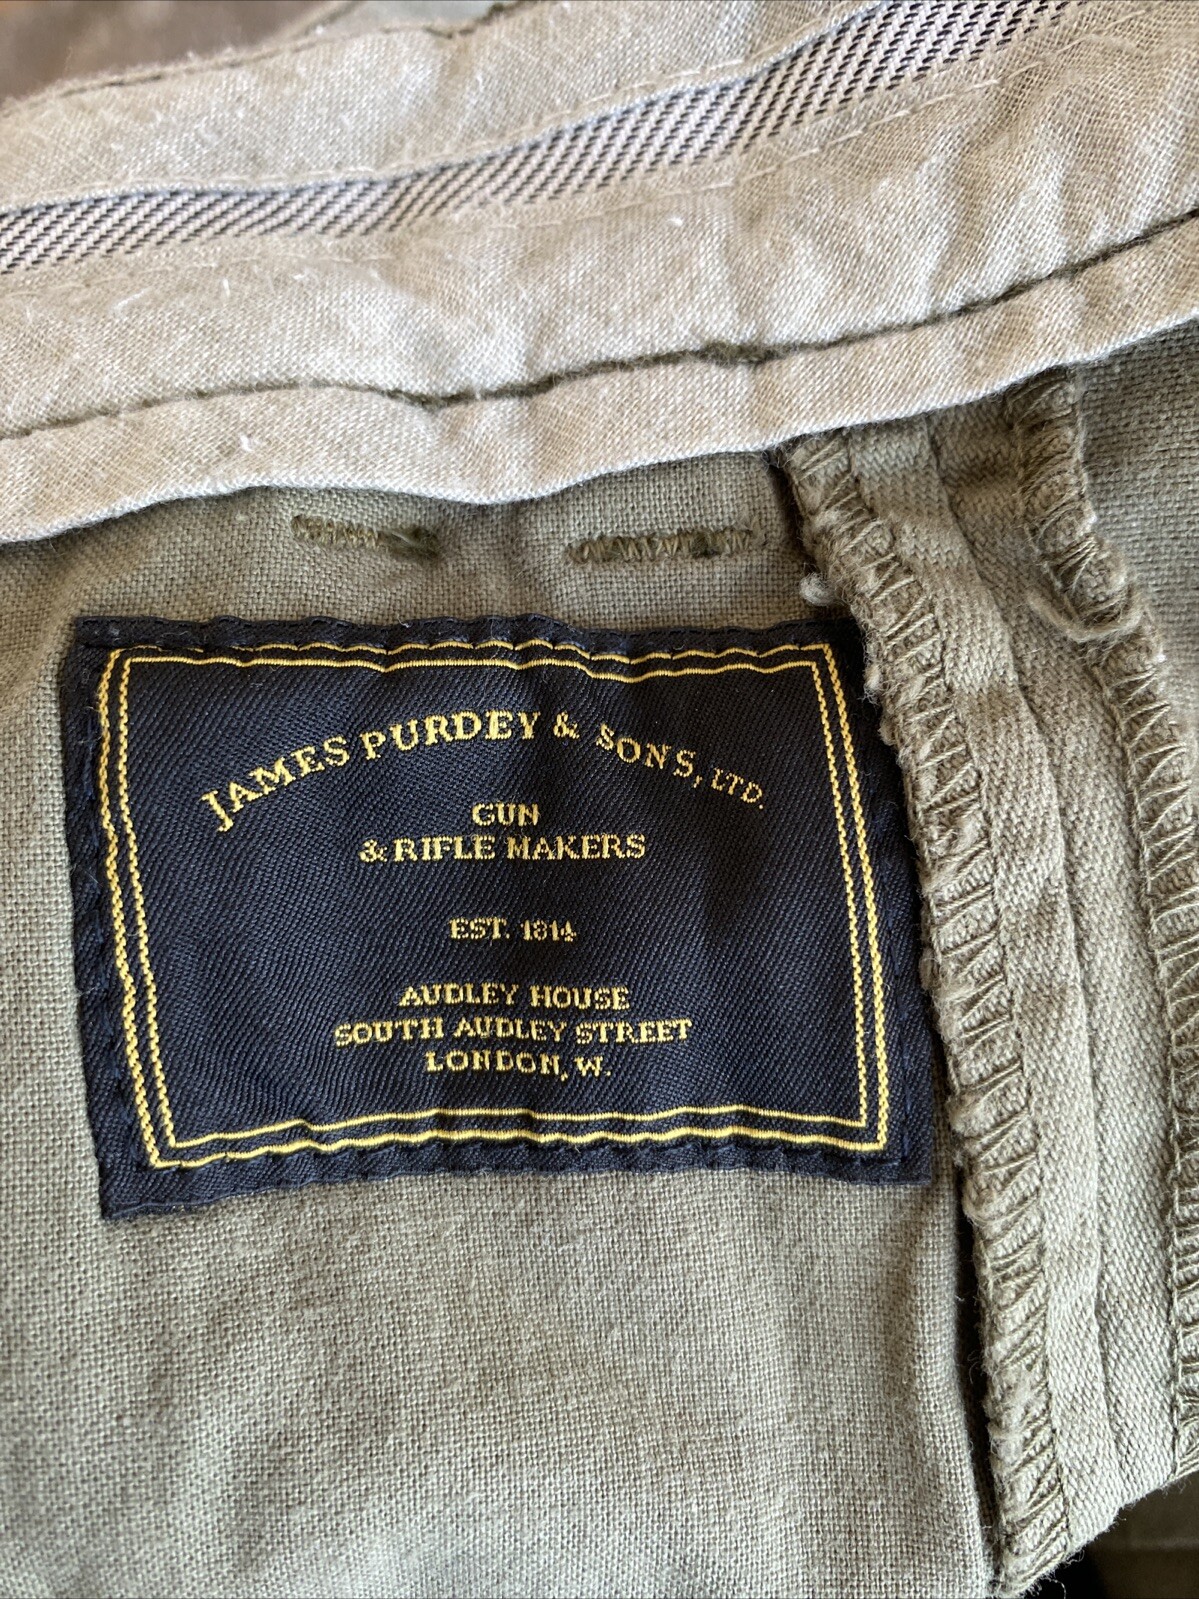 JAMES PURDEY & SONS, LTD.
GUN
& RIFLE MAKERS
EST. 1814
AUDLEY HOUSE
SOUTH AUDLEY STREET
LONDON, W.